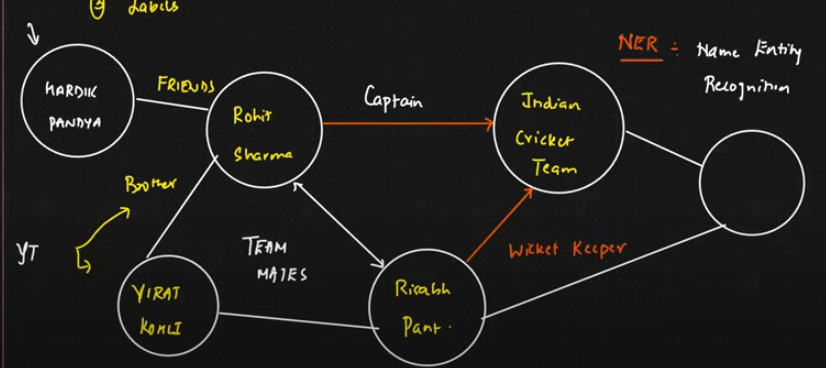 ③ Labels
NER : Name Entity
Recognition
HARDIK
PANDYA
FRIENDS
Rohit
Sharma
Captain
Indian
Cricket
Team
Brother
YT
TEAM
MATES
Wicket Keeper
VIRAT
KOHLI
Risabh
Pant